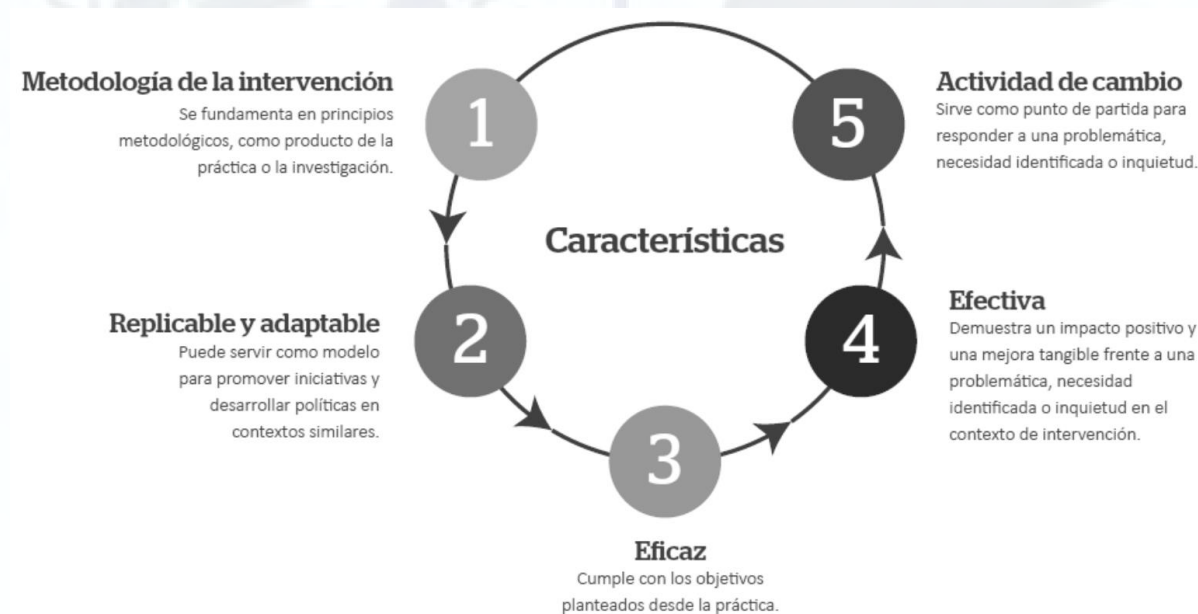 Metodología de la intervención
Se fundamenta en principios
metodológicos, como producto de la
práctica o la investigación.
1
5
Actividad de cambio
Sirve como punto de partida para
responder a una problemática,
necesidad identificada o inquietud.
Características
Replicable y adaptable
Puede servir como modelo
para promover iniciativas y
desarrollar políticas en
contextos similares.
2
4
Efectiva
Demuestra un impacto positivo y
una mejora tangible frente a una
problemática, necesidad
identificada o inquietud en el
contexto de intervención.
3
Eficaz
Cumple con los objetivos
planteados desde la práctica.